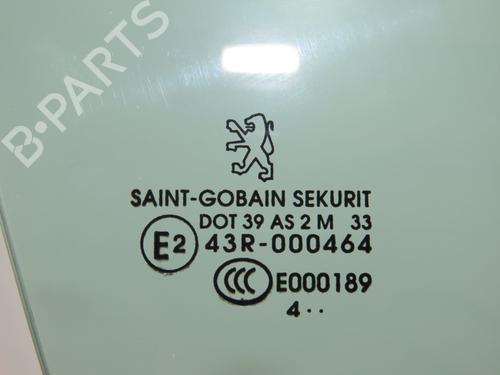 B-PARTS
SAINT-GOBAIN SEKURIT
DOT 39 AS 2 M 33
E2 43R-000464
CCC E000189
4··